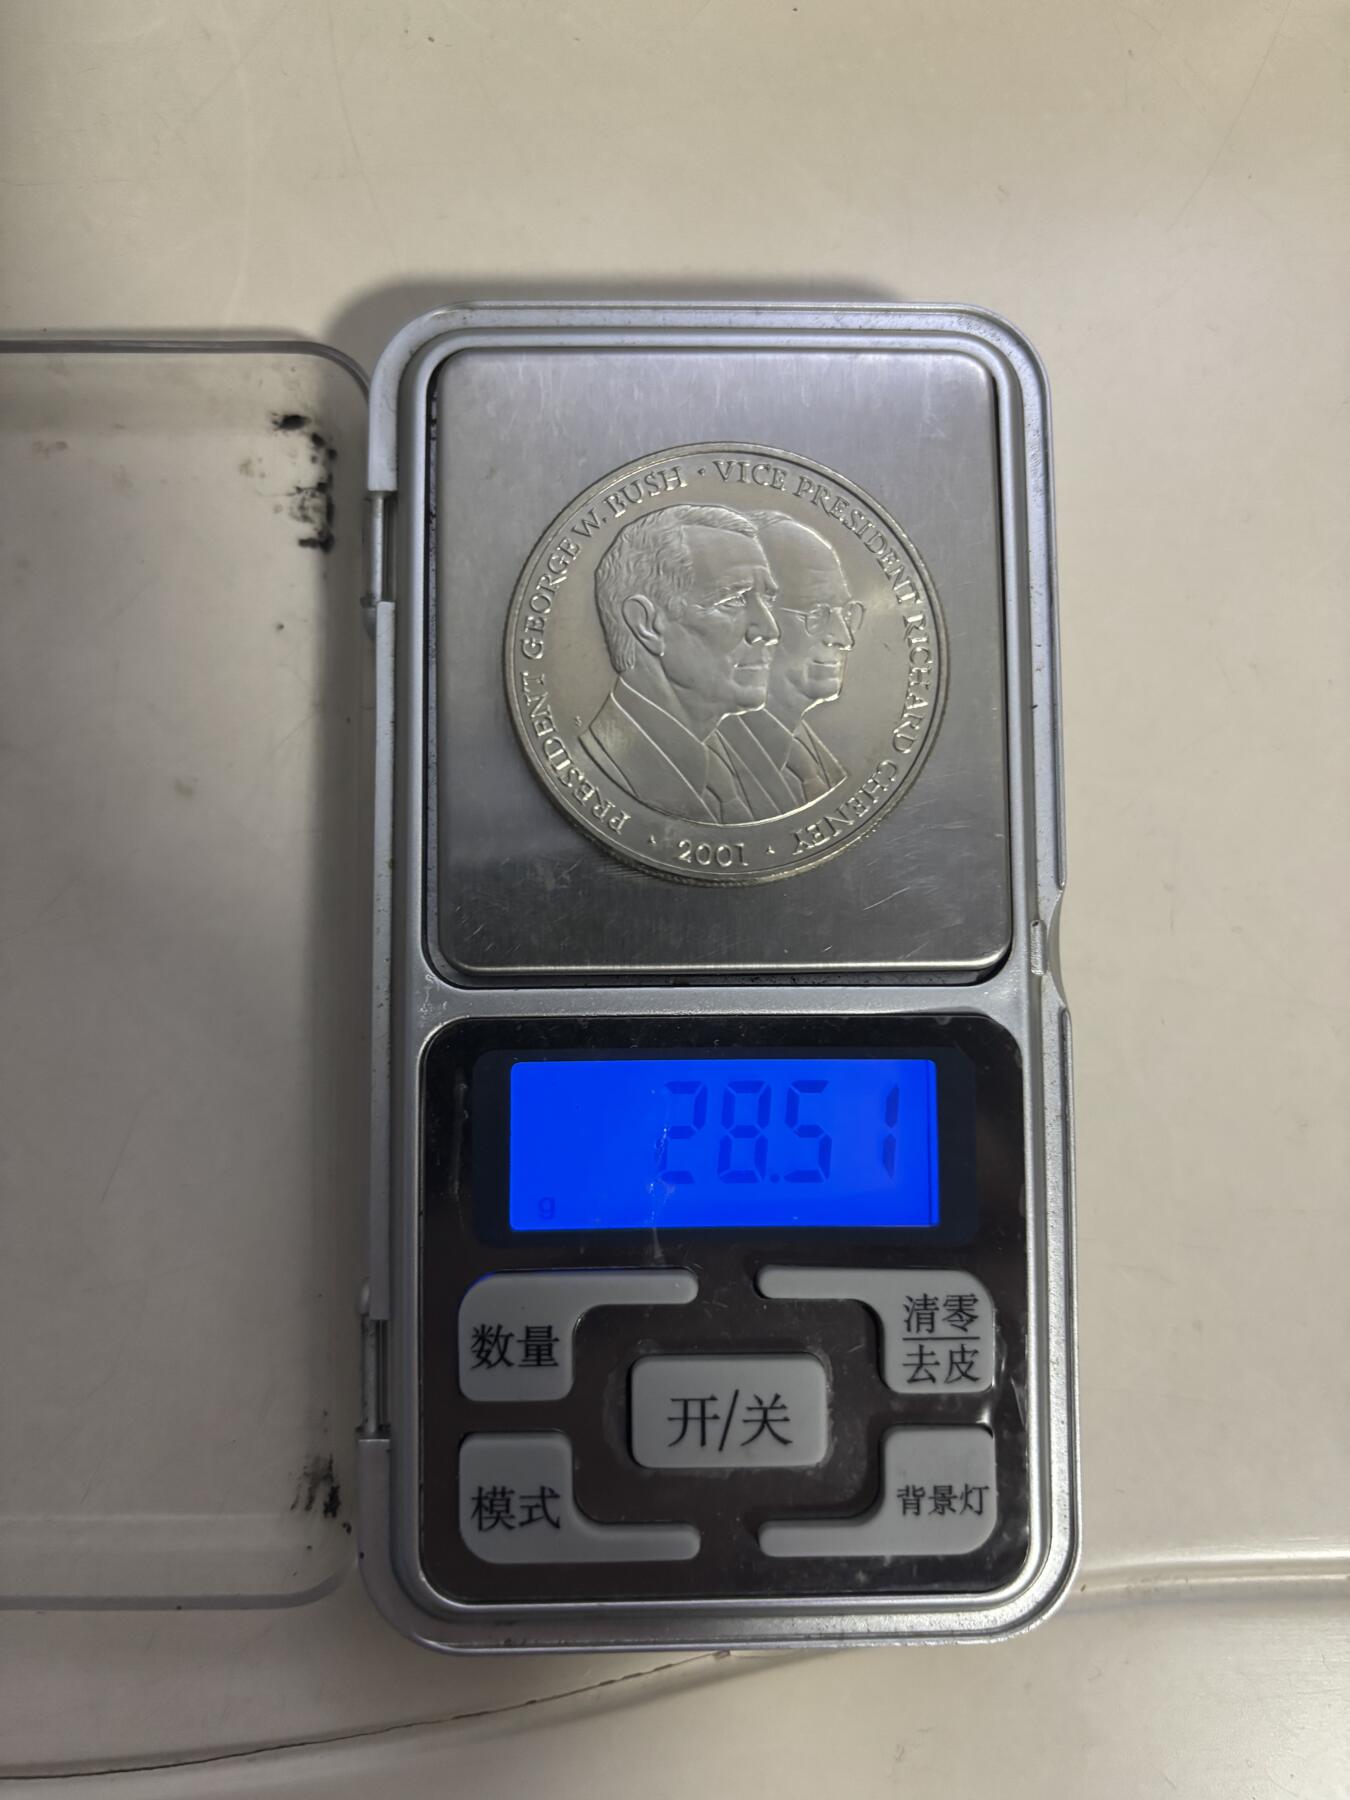 PRESIDENT GEORGE W. BUSH · VICE PRESIDENT RICHARD CHENEY
· 2001 ·
28.51
g
数量
清零
去皮
开/关
模式
背景灯